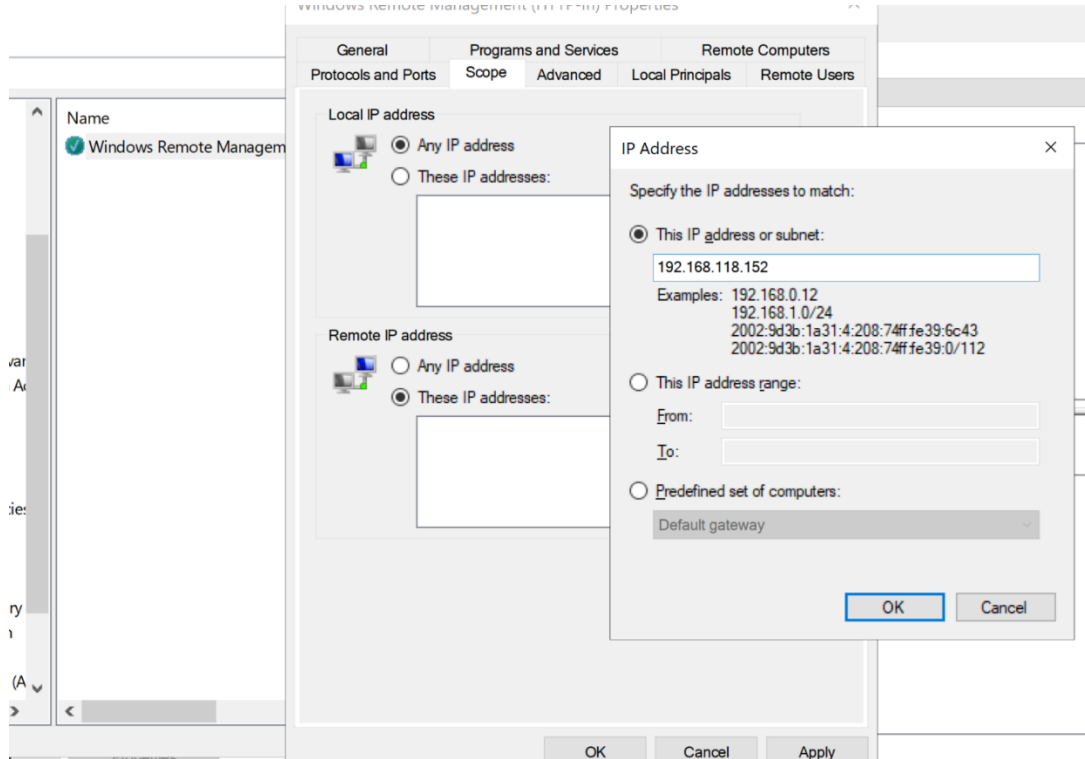 Windows Remote Management (HTTP-In) Properties
General Programs and Services Remote Computers
Protocols and Ports Scope Advanced Local Principals Remote Users
Name
Windows Remote Managem
Local IP address
Any IP address
These IP addresses:
Remote IP address
Any IP address
These IP addresses:
IP Address
Specify the IP addresses to match:
This IP address or subnet:
192.168.118.152
Examples: 192.168.0.12
192.168.1.0/24
2002:9d3b:1a31:4:208:74ff:fe39:6c43
2002:9d3b:1a31:4:208:74ff:fe39:0/112
This IP address range:
From:
To:
Predefined set of computers:
Default gateway
OK Cancel
(A
OK Cancel Apply